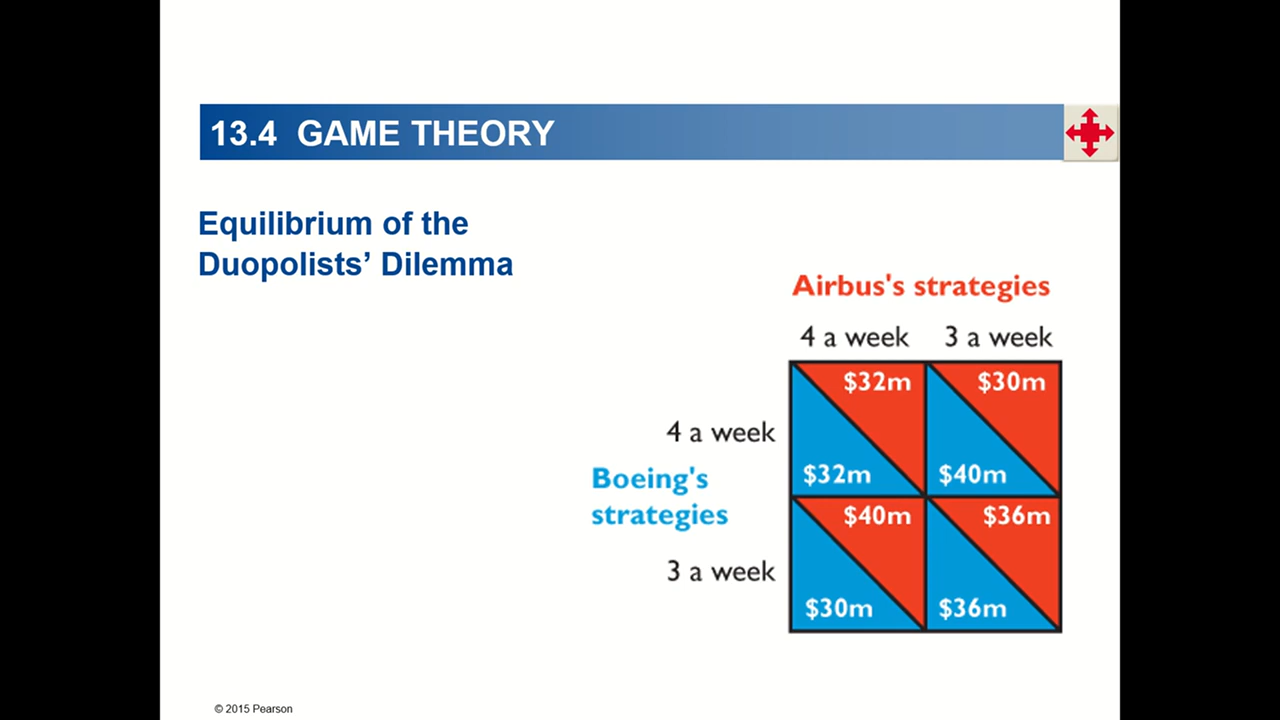 13.4 GAME THEORY
Equilibrium of the
Duopolists’ Dilemma
Airbus's strategies
4 a week 3 a week
$32m $30m
4 a week
$32m $40m
Boeing's
strategies
$40m $36m
3 a week
$30m $36m
© 2015 Pearson